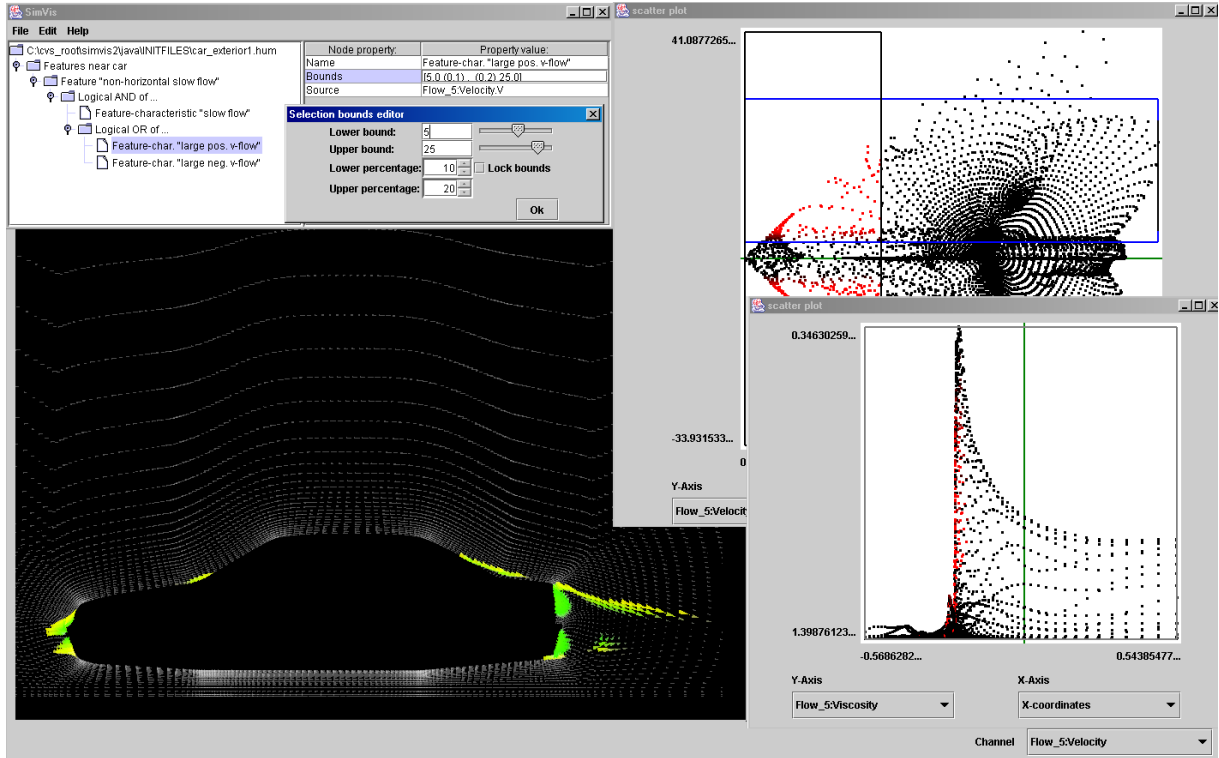 SimVis
File Edit Help
C:\cvs_root\simvis2\java\INITFILES\car_exterior1.hum
Features near car
Feature "non-horizontal slow flow"
Logical AND of ...
Feature-characteristic "slow flow"
Logical OR of ...
Feature-char. "large pos. v-flow"
Feature-char. "large neg. v-flow"
Node property: Property value:
Name Feature-char. "large pos. v-flow"
Bounds [5.0 (0.1) , (0.2) 25.0]
Source Flow_5:Velocity.V
Selection bounds editor
Lower bound: 5
Upper bound: 25
Lower percentage: 10 Lock bounds
Upper percentage: 20
Ok
scatter plot
41.0877265...
-33.931533...
0
Y-Axis
Flow_5:Velocity
scatter plot
0.34630259...
1.39876123...
-0.5686282... 0.54385477...
Y-Axis X-Axis
Flow_5:Viscosity X-coordinates
Channel Flow_5:Velocity